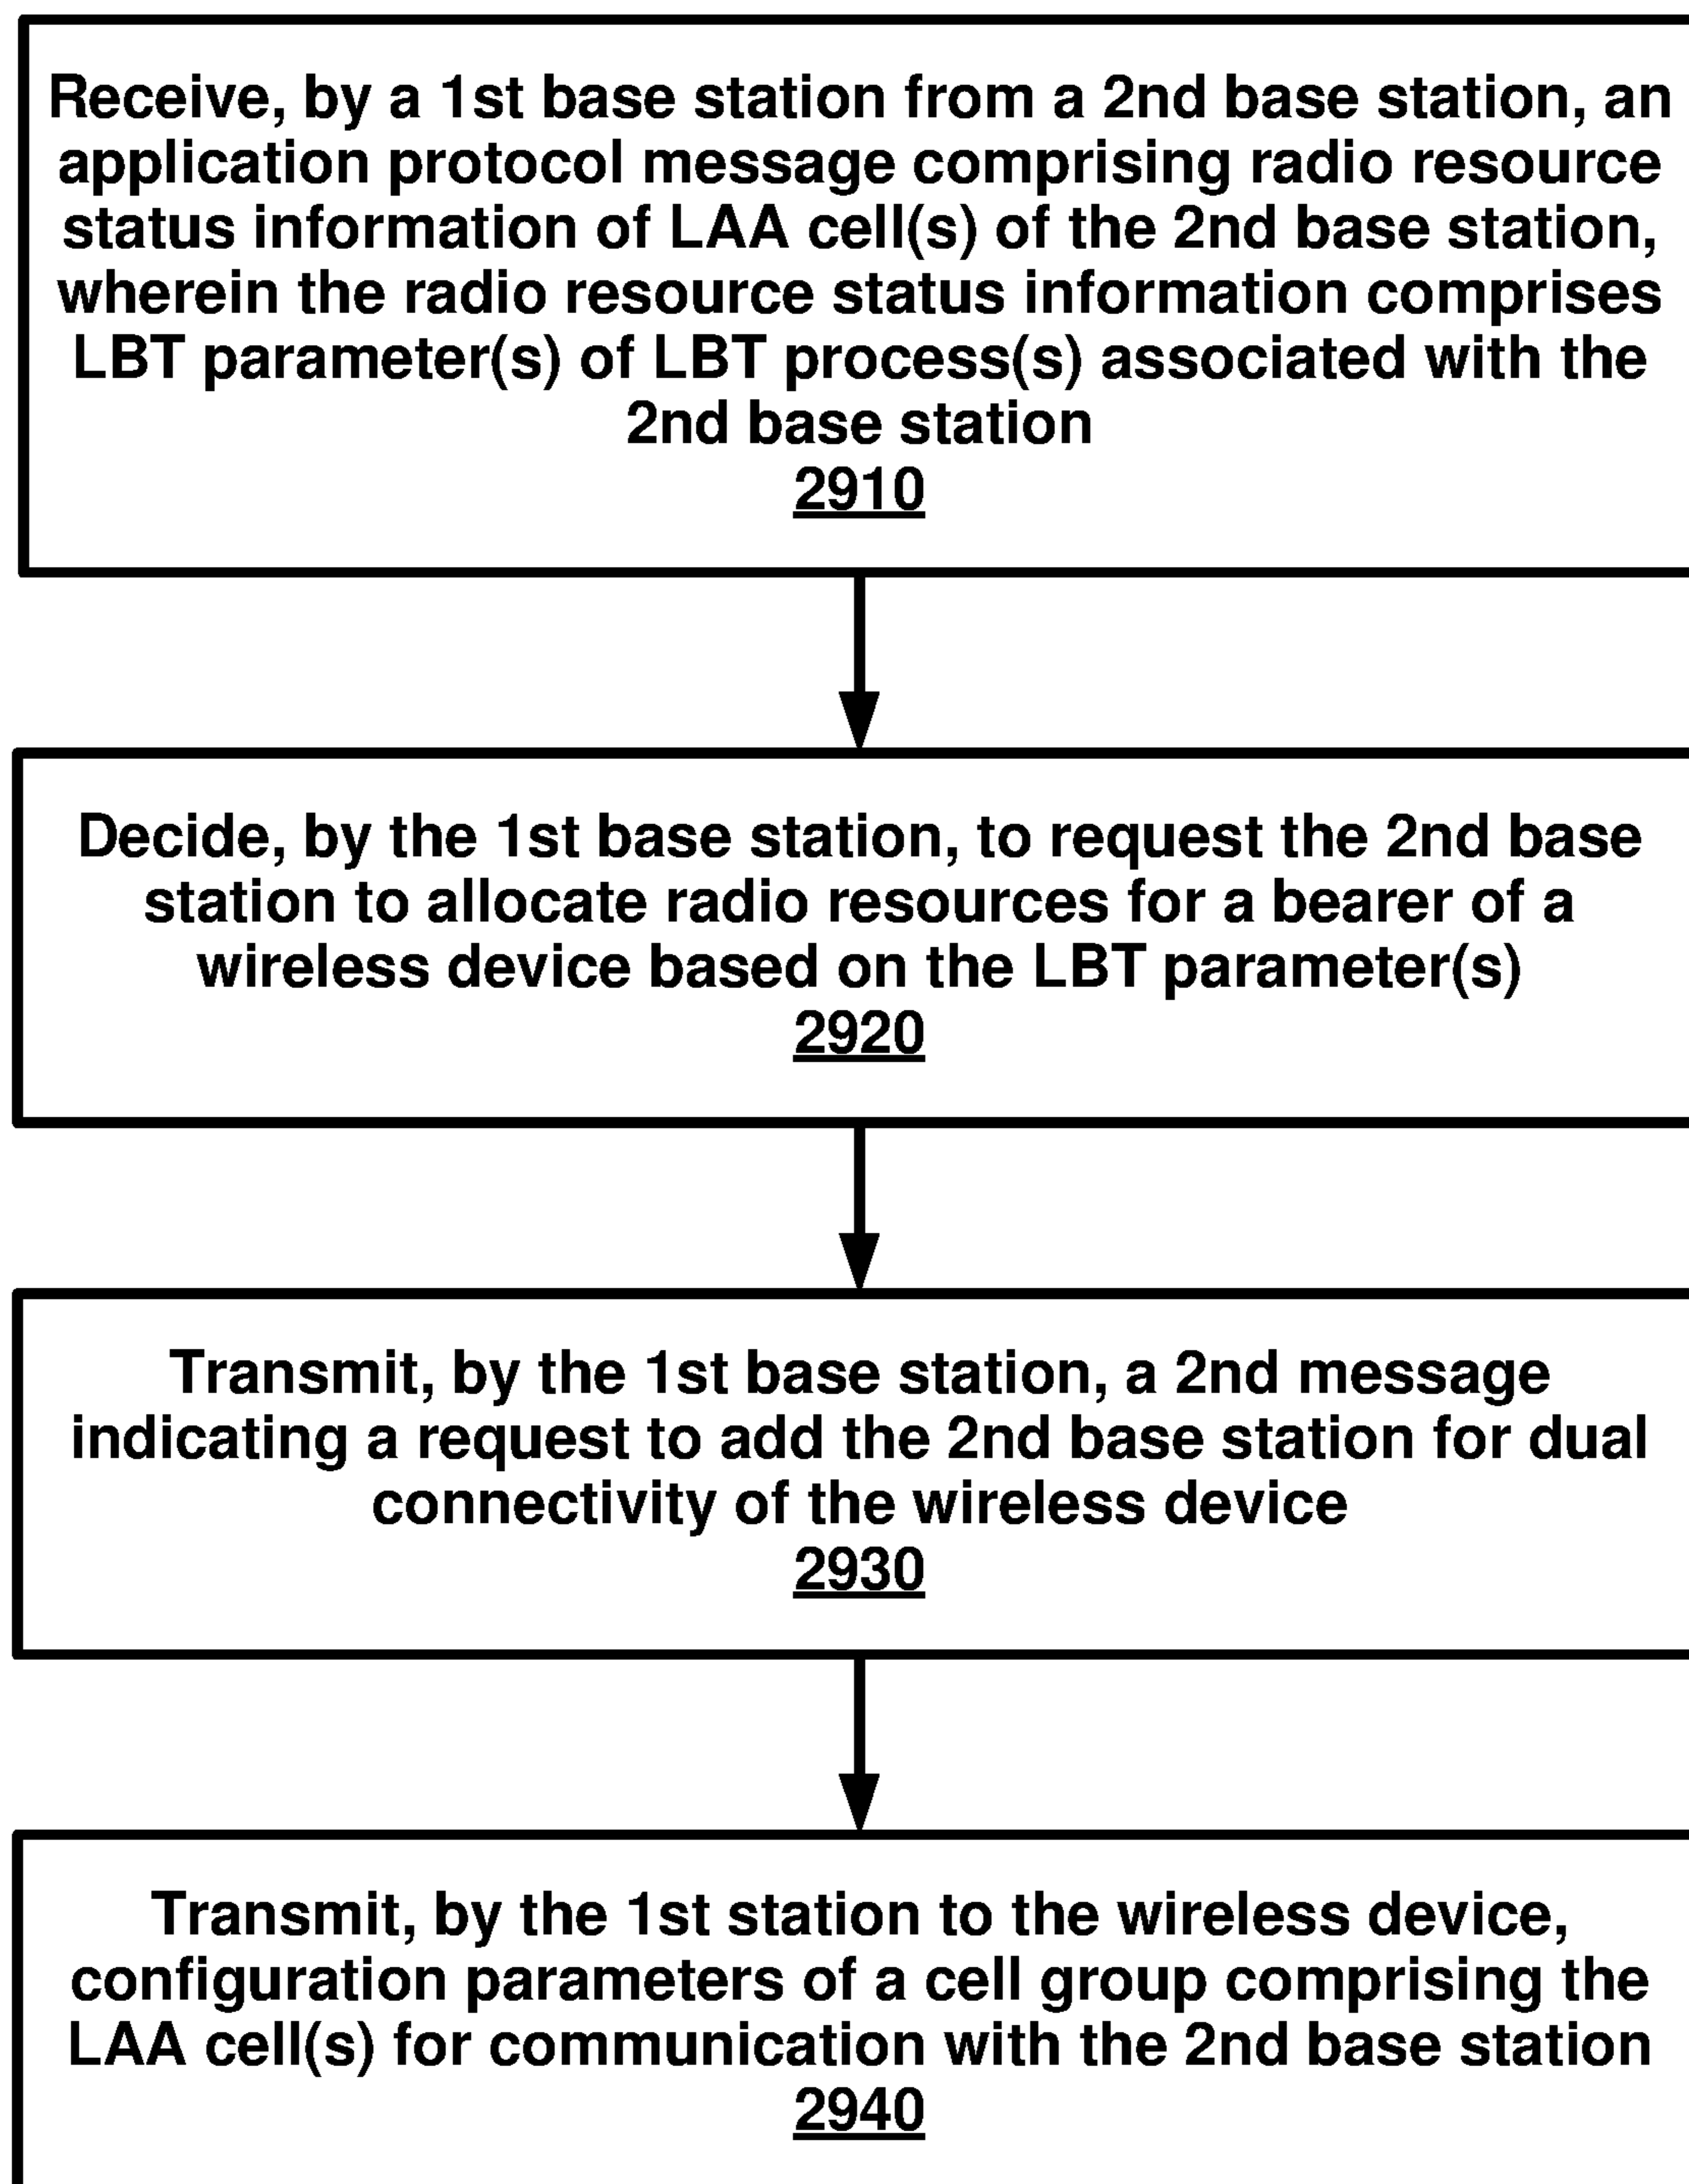 Receive, by a 1st base station from a 2nd base station, an
application protocol message comprising radio resource
status information of LAA cell(s) of the 2nd base station,
wherein the radio resource status information comprises
LBT parameter(s) of LBT process(s) associated with the
2nd base station
2910
Decide, by the 1st base station, to request the 2nd base
station to allocate radio resources for a bearer of a
wireless device based on the LBT parameter(s)
2920
Transmit, by the 1st base station, a 2nd message
indicating a request to add the 2nd base station for dual
connectivity of the wireless device
2930
Transmit, by the 1st station to the wireless device,
configuration parameters of a cell group comprising the
LAA cell(s) for communication with the 2nd base station
2940